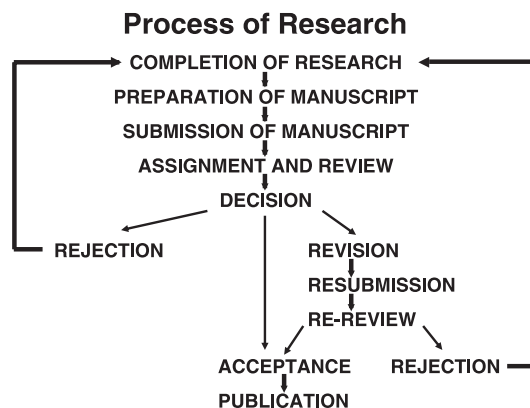 Process of Research
COMPLETION OF RESEARCH
PREPARATION OF MANUSCRIPT
SUBMISSION OF MANUSCRIPT
ASSIGNMENT AND REVIEW
DECISION
REJECTION
REVISION
RESUBMISSION
RE-REVIEW
ACCEPTANCE
REJECTION
PUBLICATION